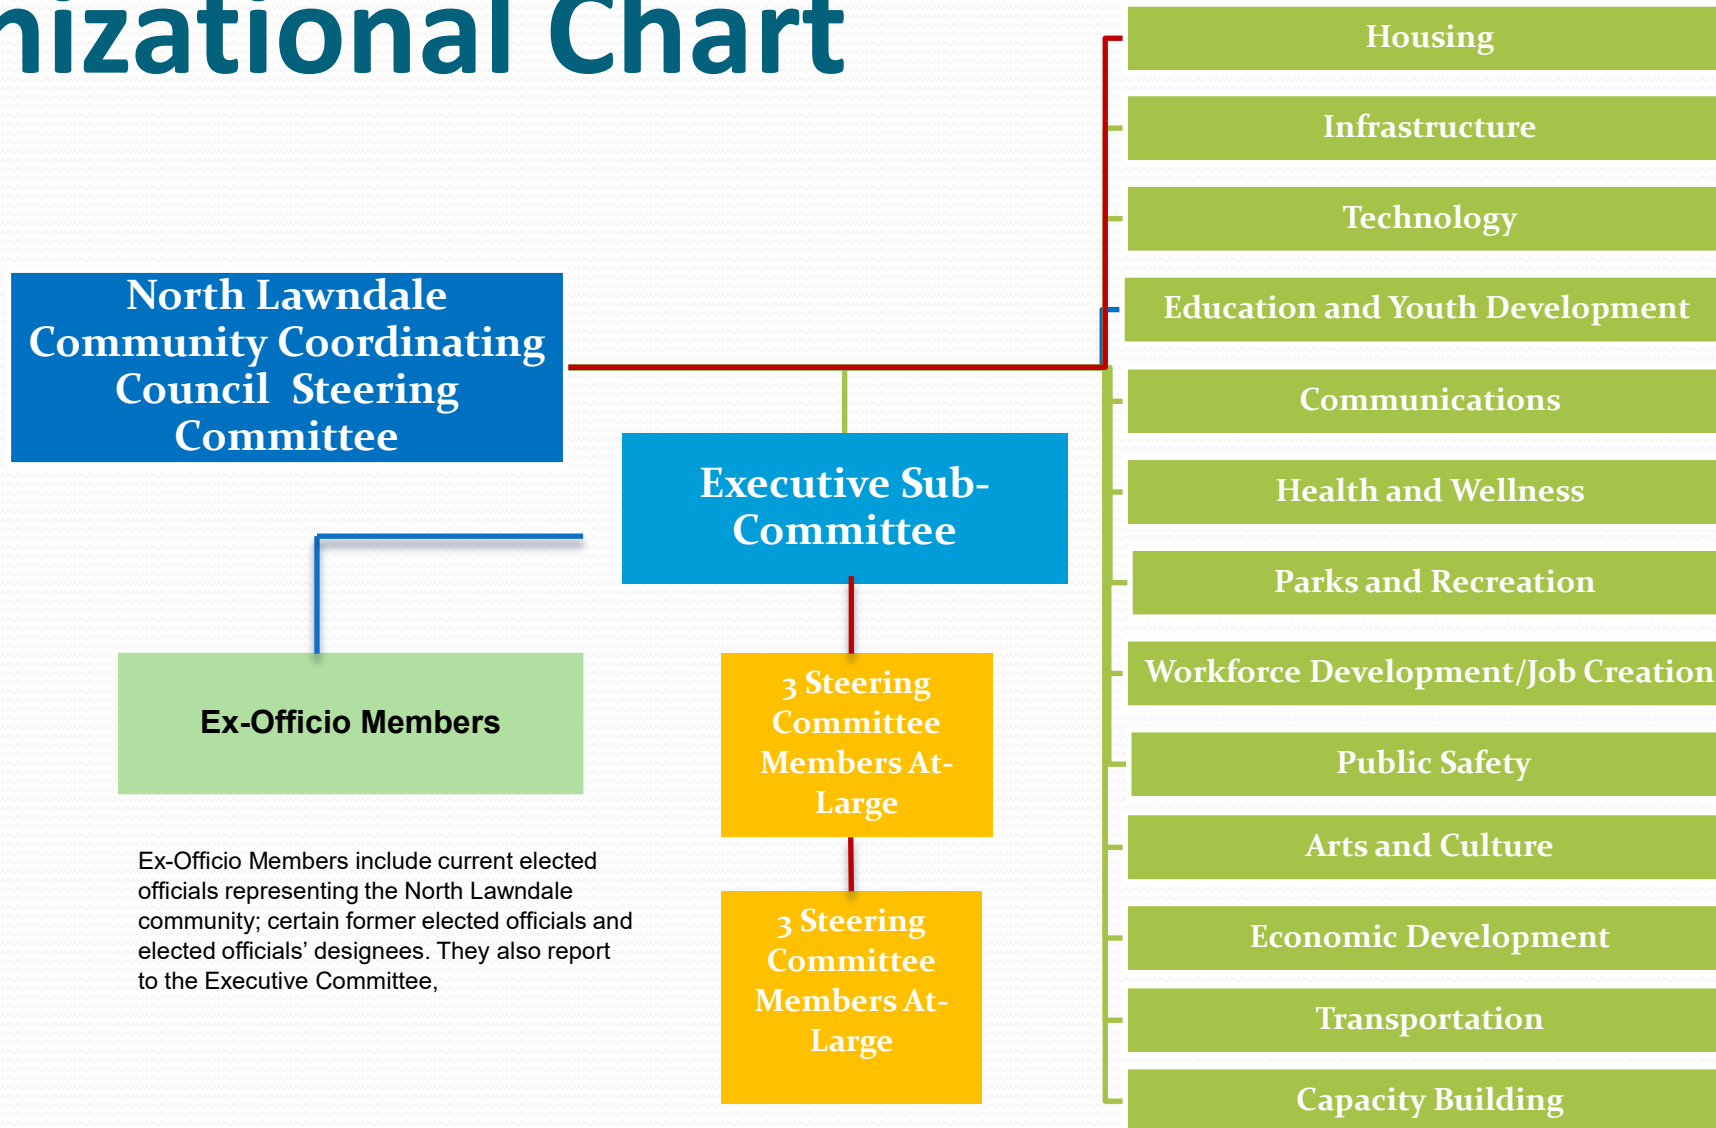 nizational Chart
North Lawndale
Community Coordinating
Council Steering
Committee
Executive Sub-
Committee
Ex-Officio Members
Ex-Officio Members include current elected
officials representing the North Lawndale
community; certain former elected officials and
elected officials’ designees. They also report
to the Executive Committee,
3 Steering
Committee
Members At-
Large
3 Steering
Committee
Members At-
Large
Housing
Infrastructure
Technology
Education and Youth Development
Communications
Health and Wellness
Parks and Recreation
Workforce Development/Job Creation
Public Safety
Arts and Culture
Economic Development
Transportation
Capacity Building